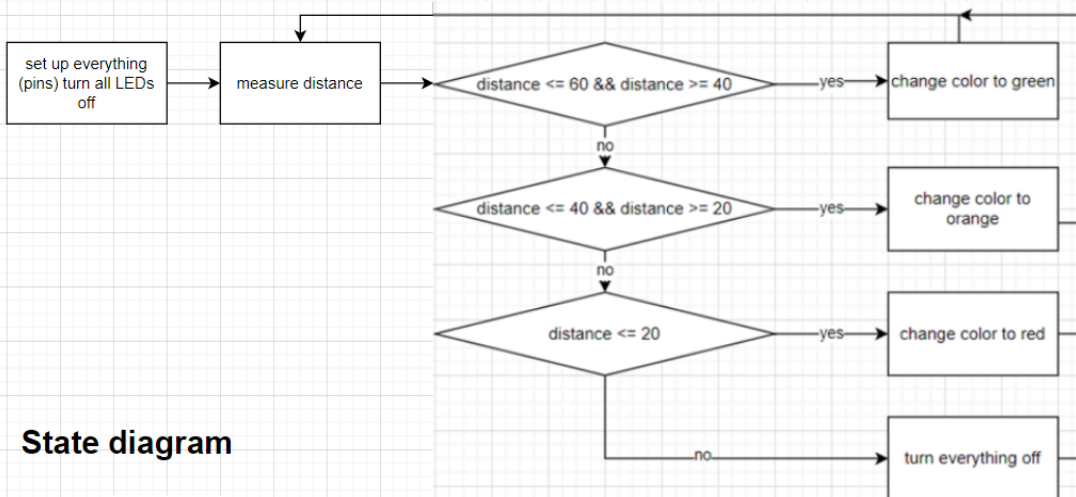 set up everything
(pins) turn all LEDs
off
measure distance
distance <= 60 && distance >= 40
yes
change color to green
no
distance <= 40 && distance >= 20
yes
change color to
orange
no
distance <= 20
yes
change color to red
no
turn everything off
State diagram